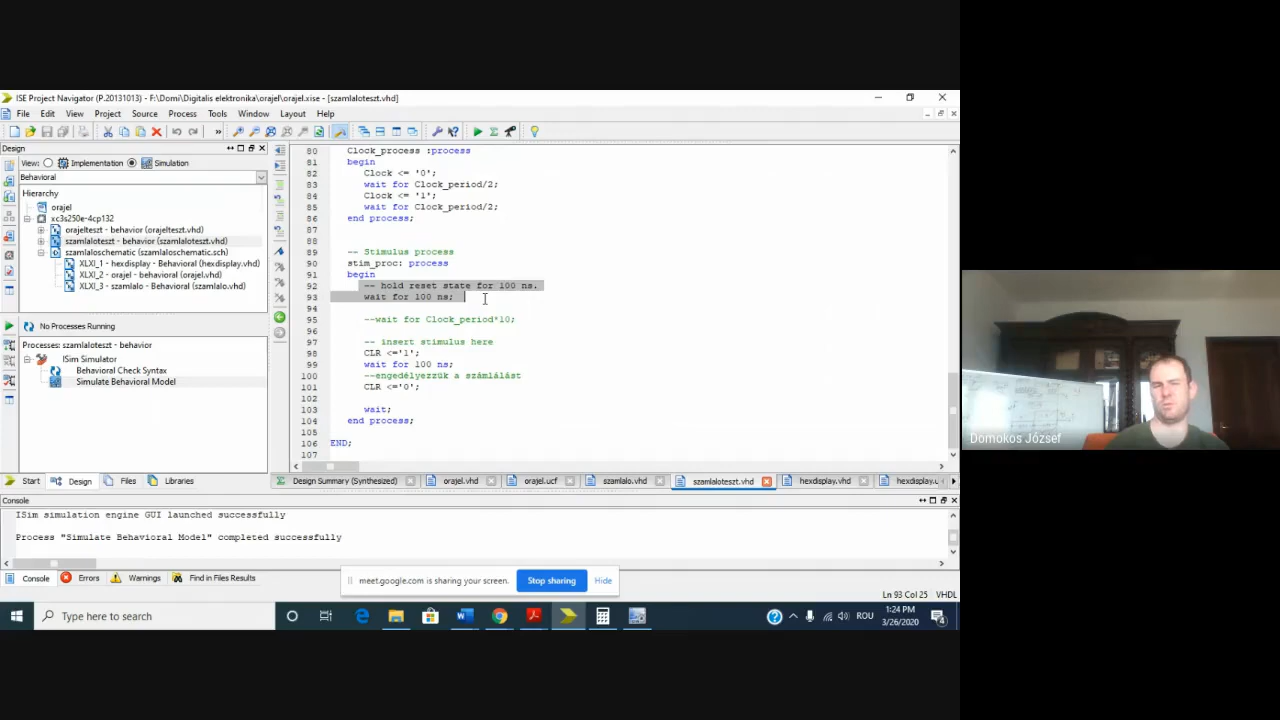 ISE Project Navigator (P.20131013) - F:\Domi\Digitalis elektronika\orajel\orajel.xise - [szamlaloteszt.vhd]
File Edit View Project Source Process Tools Window Layout Help
Design
View: Implementation Simulation
Behavioral
Hierarchy
orajel
xc3s250e-4cp132
orajelteszt - behavior (orajelteszt.vhd)
szamlaloteszt - behavior (szamlaloteszt.vhd)
szamlaloschematic (szamlaloschematic.sch)
XLXI_1 - hexdisplay - Behavioral (hexdisplay.vhd)
XLXI_2 - orajel - Behavioral (orajel.vhd)
XLXI_3 - szamlalo - Behavioral (szamlalo.vhd)
No Processes Running
Processes: szamlaloteszt - behavior
ISim Simulator
Behavioral Check Syntax
Simulate Behavioral Model
Start Design Files Libraries
80 Clock_process :process
81 begin
82 Clock <= '0';
83 wait for Clock_period/2;
84 Clock <= '1';
85 wait for Clock_period/2;
86 end process;
87
88
89 -- Stimulus process
90 stim_proc: process
91 begin
92 -- hold reset state for 100 ns.
93 wait for 100 ns;
94
95 --wait for Clock_period*10;
96
97 -- insert stimulus here
98 CLR <='1';
99 wait for 100 ns;
100 --engedélyezzük a számlálást
101 CLR <='0';
102
103 wait;
104 end process;
105
106 END;
107
Design Summary (Synthesized) orajel.vhd orajel.ucf szamlalo.vhd szamlaloteszt.vhd hexdisplay.vhd hexdisplay.u
Console
ISim simulation engine GUI launched successfully
Process "Simulate Behavioral Model" completed successfully
Console Errors Warnings Find in Files Results
meet.google.com is sharing your screen. Stop sharing Hide
Ln 93 Col 25 VHDL
Type here to search
ROU
1:24 PM
3/26/2020
4
Domokos József